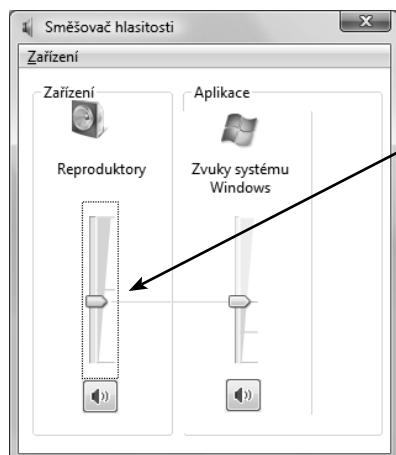 Směšovač hlasitosti
Zařízení
Zařízení
Aplikace
Reproduktory
Zvuky systému
Windows